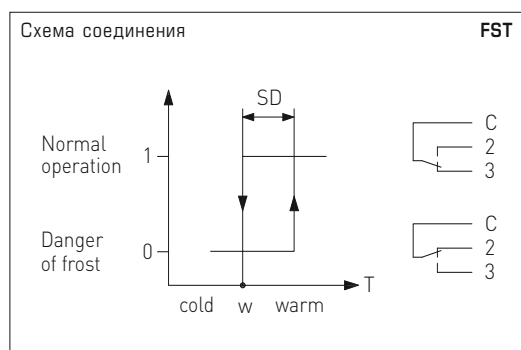 Схема соединения FST
SD
Normal
operation
1
C
2
3
Danger
of frost
0
C
2
3
T
cold w warm